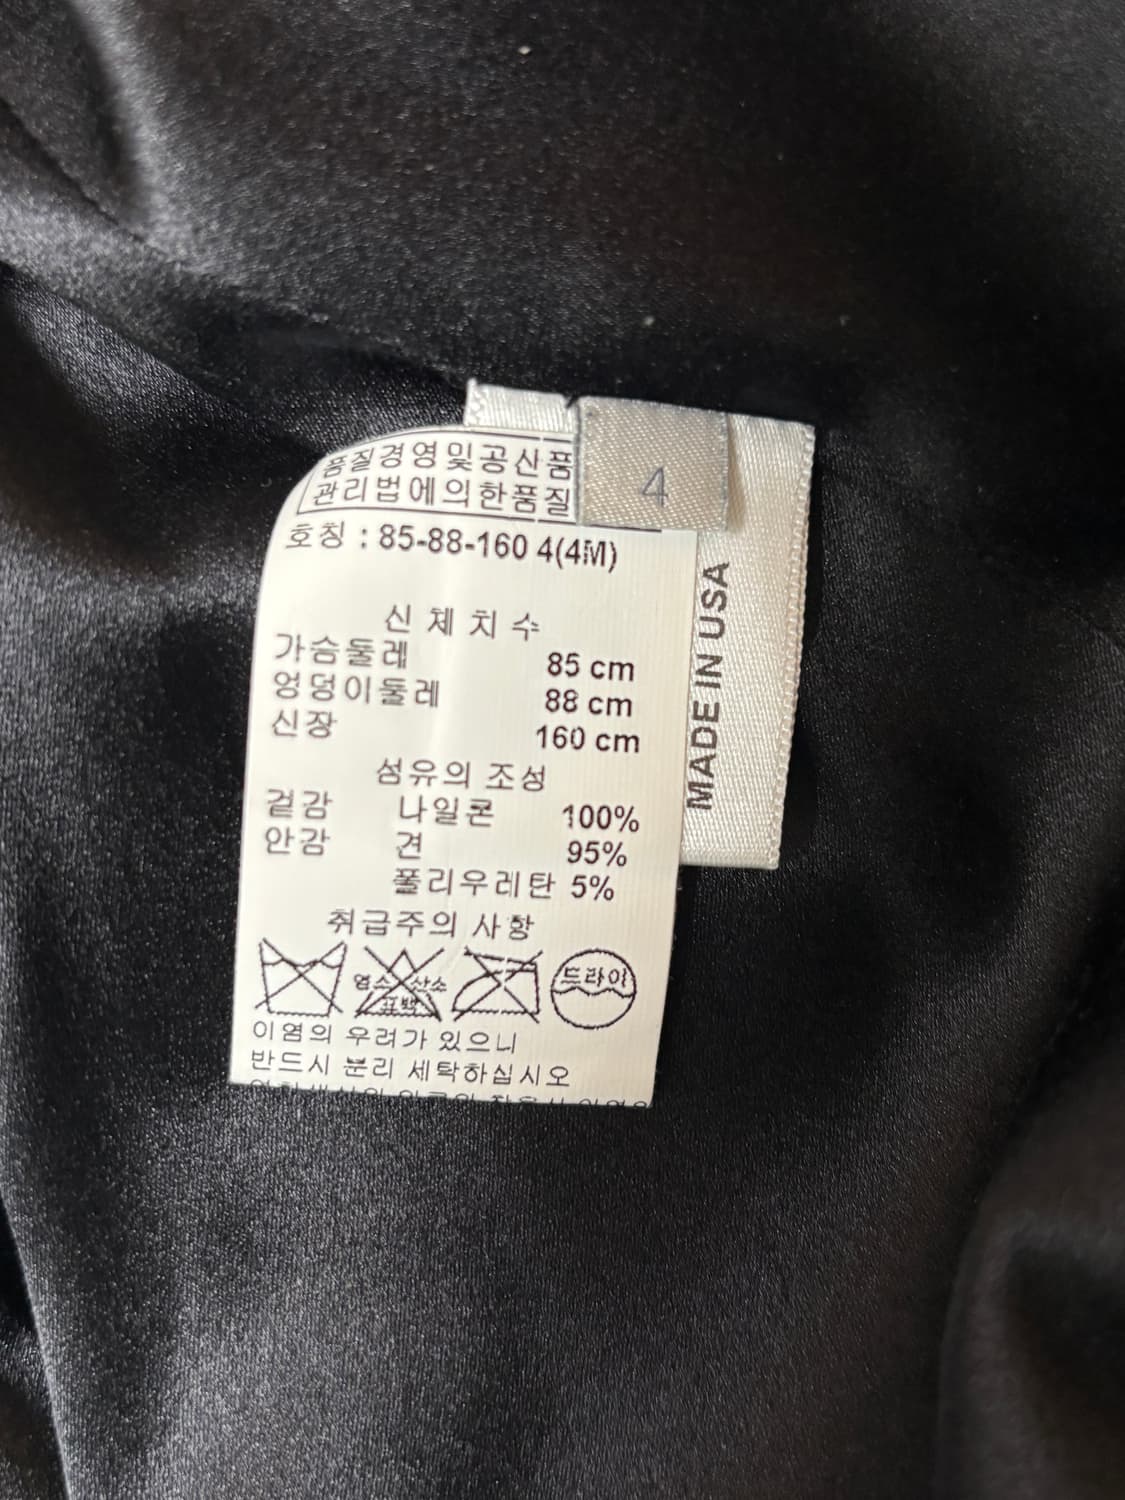 품질경영및공산품
관리법에의한품질
4
호칭 : 85-88-160 4(4M)
신체치수
가슴둘레 85 cm
엉덩이둘레 88 cm
신장 160 cm
섬유의 조성
겉감 나일론 100%
안감 견 95%
폴리우레탄 5%
취급주의 사항
염소 산소
표백
드라이
이염의 우려가 있으니
반드시 분리 세탁하십시오
MADE IN USA